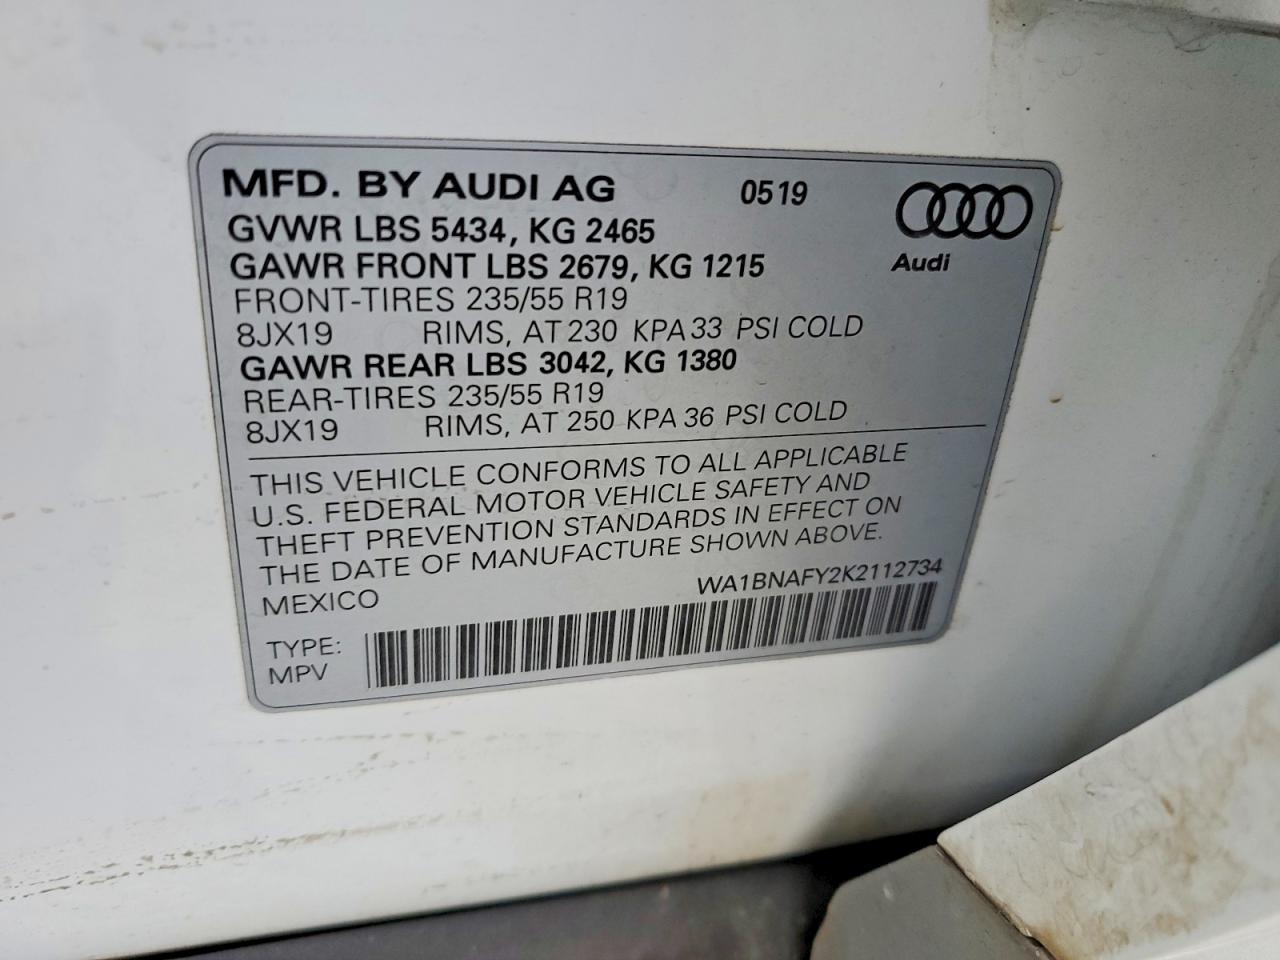 MFD. BY AUDI AG 0519
GVWR LBS 5434, KG 2465
Audi
GAWR FRONT LBS 2679, KG 1215
FRONT-TIRES 235/55 R19
8JX19 RIMS, AT 230 KPA 33 PSI COLD
GAWR REAR LBS 3042, KG 1380
REAR-TIRES 235/55 R19
8JX19 RIMS, AT 250 KPA 36 PSI COLD
THIS VEHICLE CONFORMS TO ALL APPLICABLE
U.S. FEDERAL MOTOR VEHICLE SAFETY AND
THEFT PREVENTION STANDARDS IN EFFECT ON
THE DATE OF MANUFACTURE SHOWN ABOVE.
MEXICO WA1BNAFY2K2112734
TYPE:
MPV